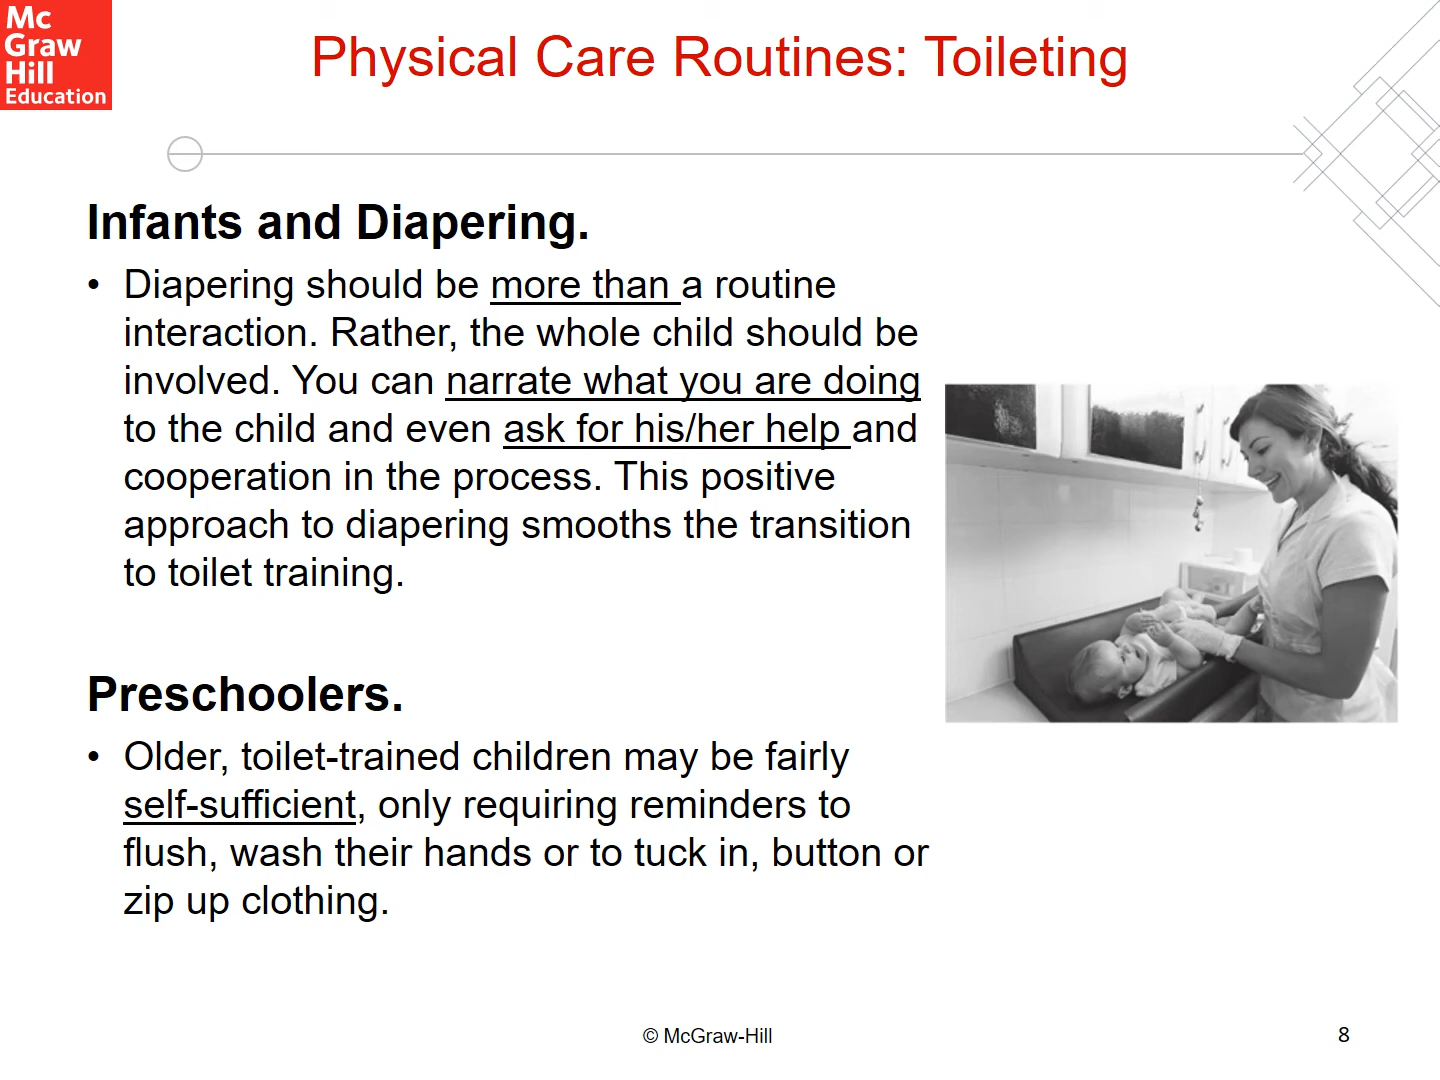 Mc
Graw
Hill
Education
Physical Care Routines: Toileting
Infants and Diapering.
• Diapering should be more than a routine
interaction. Rather, the whole child should be
involved. You can narrate what you are doing
to the child and even ask for his/her help and
cooperation in the process. This positive
approach to diapering smooths the transition
to toilet training.
Preschoolers.
• Older, toilet-trained children may be fairly
self-sufficient, only requiring reminders to
flush, wash their hands or to tuck in, button or
zip up clothing.
© McGraw-Hill
8